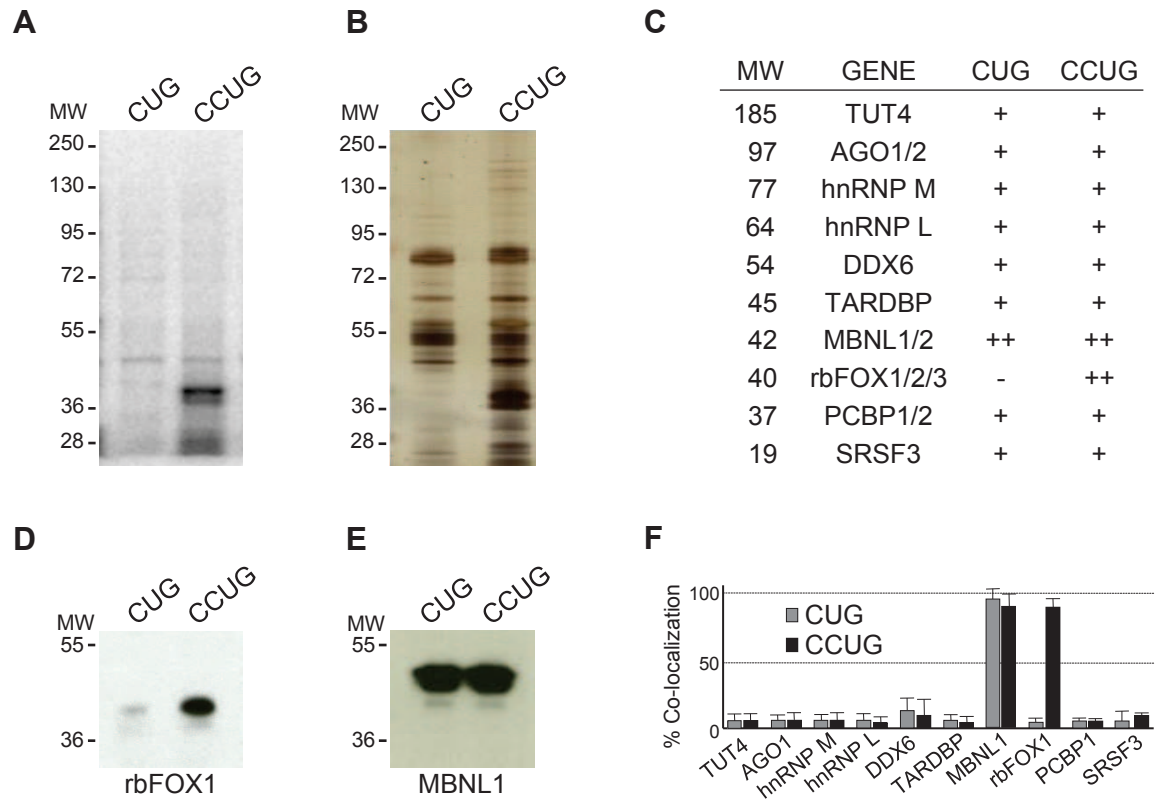 A
CUG CCUG
MW
250
130
95
72
55
36
28
B
CUG CCUG
MW
250
130
95
72
55
36
28
C
MW GENE CUG CCUG
185 TUT4 + +
97 AGO1/2 + +
77 hnRNP M + +
64 hnRNP L + +
54 DDX6 + +
45 TARDBP + +
42 MBNL1/2 ++ ++
40 rbFOX1/2/3 - ++
37 PCBP1/2 + +
19 SRSF3 + +
D
CUG CCUG
MW
55
36
rbFOX1
E
CUG CCUG
MW
55
36
MBNL1
F
% Co-localization
100
50
0
CUG
CCUG
TUT4
AGO1
hnRNP M
hnRNP L
DDX6
TARDBP
MBNL1
rbFOX1
PCBP1
SRSF3